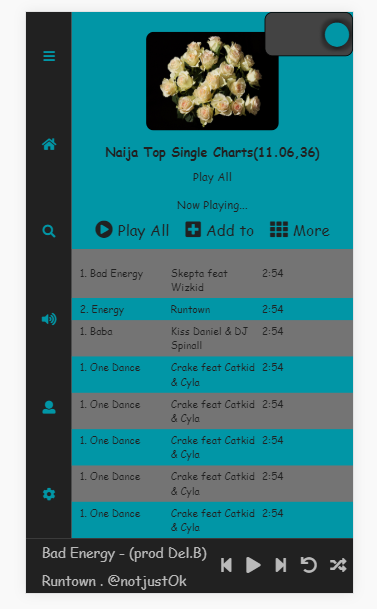 Naija Top Single Charts(11.06,36)
Play All
Now Playing...
Play All Add to More
1. Bad Energy Skepta feat 2:54
Wizkid
2. Energy Runtown 2:54
1. Baba Kiss Daniel & DJ 2:54
Spinall
1. One Dance Crake feat Catkid 2:54
& Cyla
1. One Dance Crake feat Catkid 2:54
& Cyla
1. One Dance Crake feat Catkid 2:54
& Cyla
1. One Dance Crake feat Catkid 2:54
& Cyla
1. One Dance Crake feat Catkid 2:54
& Cyla
Bad Energy - (prod Del.B)
Runtown . @notjustOk